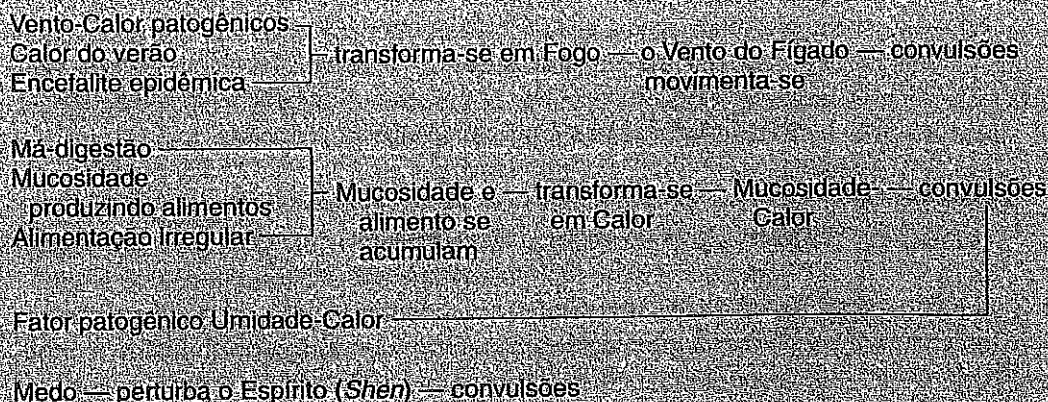 Vento-Calor patogênicos
Calor do verão
Encefalite epidêmica
transforma-se em Fogo — o Vento do Fígado — convulsões
movimenta-se
Má-digestão
Mucosidade
produzindo alimentos
Alimentação irregular
Mucosidade e — transforma-se — Mucosidade- — convulsões
alimento se
em Calor
Calor
acumulam
Fator patogênico Umidade-Calor
Medo — perturba o Espírito (Shen) — convulsões